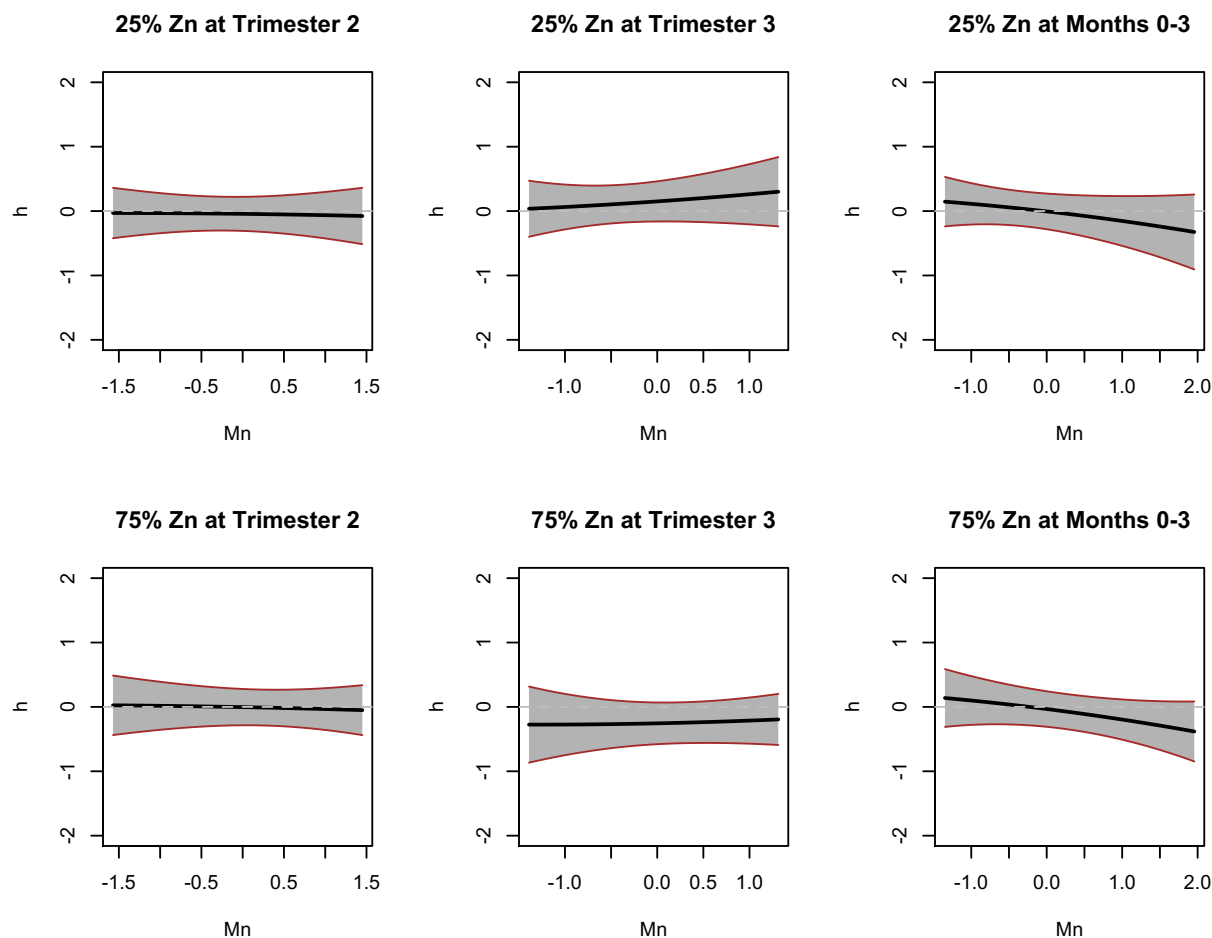 25% Zn at Trimester 2
25% Zn at Trimester 3
25% Zn at Months 0-3
h
2
1
0
-1
-2
h
2
1
0
-1
-2
h
2
1
0
-1
-2
-1.5 -0.5 0.5 1.5
-1.0 0.0 0.5 1.0
-1.0 0.0 1.0 2.0
Mn
Mn
Mn
75% Zn at Trimester 2
75% Zn at Trimester 3
75% Zn at Months 0-3
h
2
1
0
-1
-2
h
2
1
0
-1
-2
h
2
1
0
-1
-2
-1.5 -0.5 0.5 1.5
-1.0 0.0 0.5 1.0
-1.0 0.0 1.0 2.0
Mn
Mn
Mn